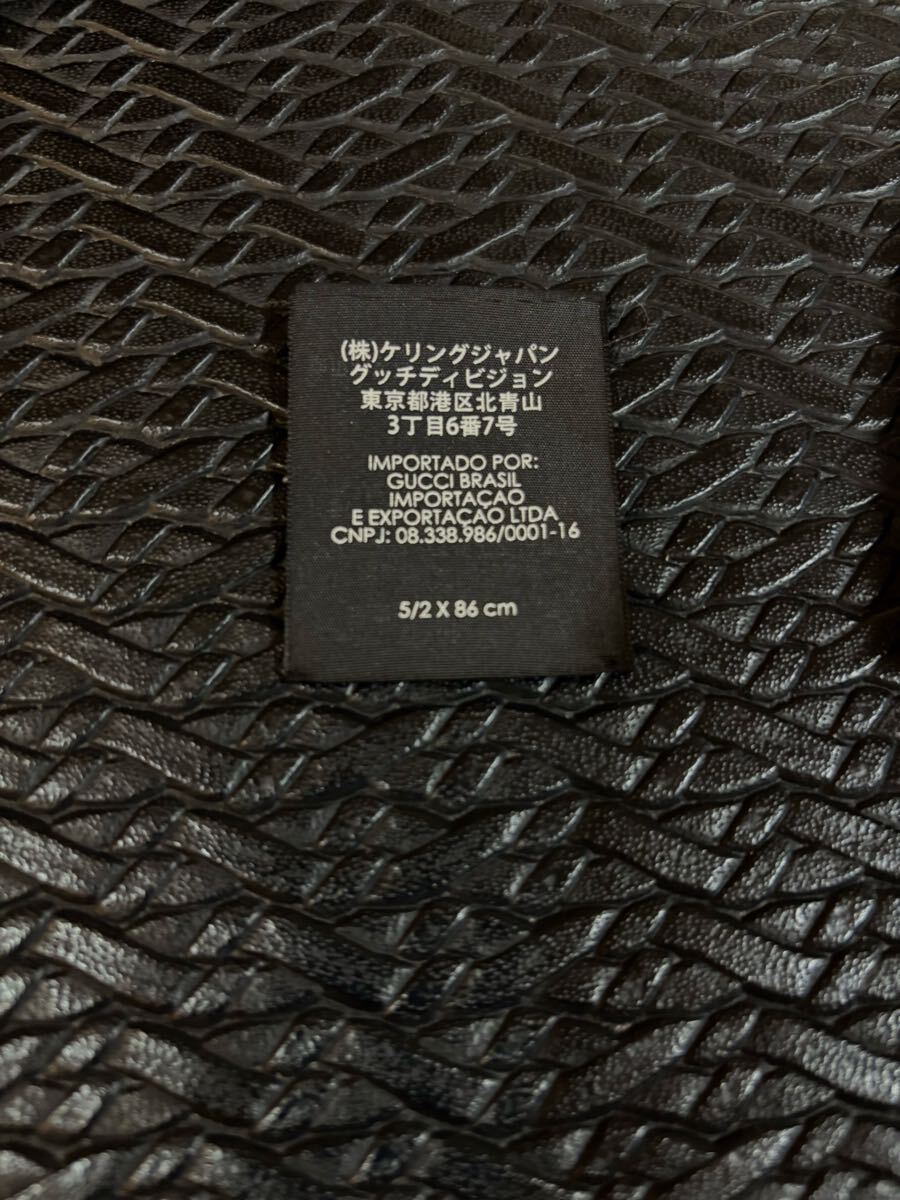 (株)ケリングジャパン
グッチディビジョン
東京都港区北青山
3丁目6番7号
IMPORTADO POR:
GUCCI BRASIL
IMPORTAÇAO
E EXPORTAÇAO LTDA
CNPJ: 08.338.986/0001-16
5/2 X 86 cm